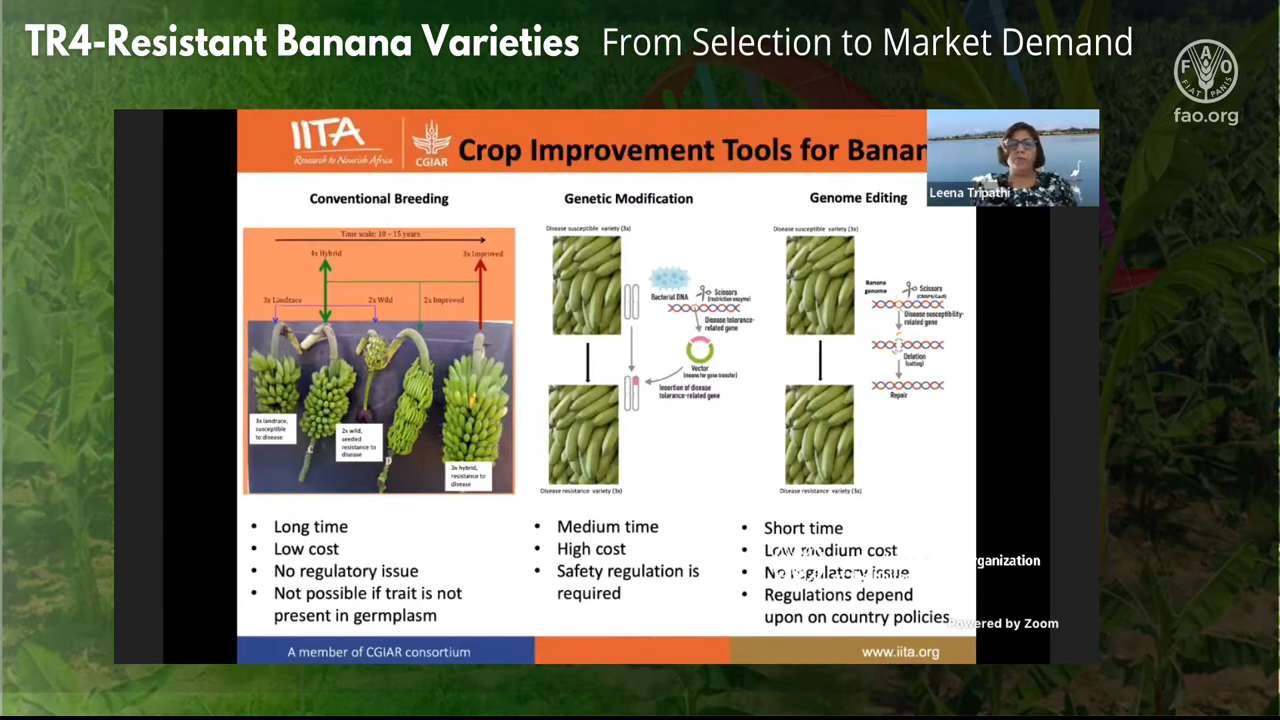 TR4-Resistant Banana Varieties From Selection to Market Demand
FAO
FIAT PANIS
fao.org
IITA
Research to Nourish Africa
CGIAR
Crop Improvement Tools for Banan
Leena Tripathi
Conventional Breeding
Time scale: 10 – 15 years
4x Hybrid
3x Improved
3x Landrace
2x Wild
2x Improved
3x landrace,
susceptible
to disease
2x wild,
seeded
resistance to
disease
3x hybrid,
resistance to
disease
• Long time
• Low cost
• No regulatory issue
• Not possible if trait is not
present in germplasm
Genetic Modification
Disease susceptible variety (3x)
Bacterial DNA
Scissors
(restriction enzyme)
Disease tolerance-
related gene
Vector
(means for gene transfer)
Insertion of disease
tolerance-related gene
Disease resistance variety (3x)
• Medium time
• High cost
• Safety regulation is
required
Genome Editing
Disease susceptible variety (3x)
Banana
genome
Scissors
(CRISPR/Cas9)
Disease susceptibility-
related gene
Deletion
(cutting)
Repair
Disease resistance variety (3x)
• Short time
• Low medium cost
• No regulatory issue
• Regulations depend
upon on country policies
rganization
Powered by Zoom
A member of CGIAR consortium
www.iita.org